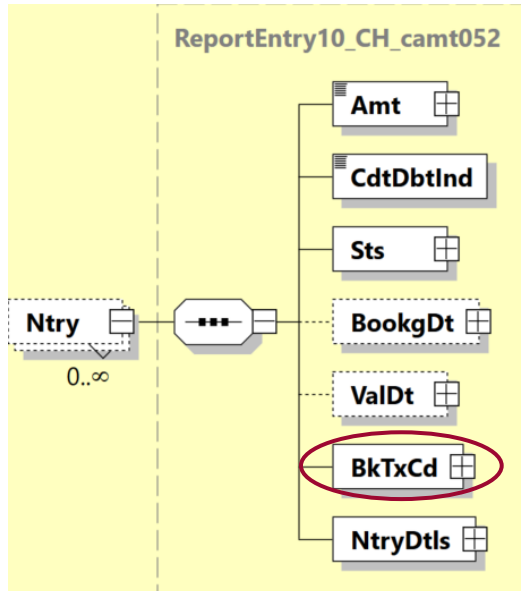 ReportEntry10_CH_camt052
Amt
CdtDbtInd
Sts
Ntry
0..∞
BookgDt
ValDt
BkTxCd
NtryDtls